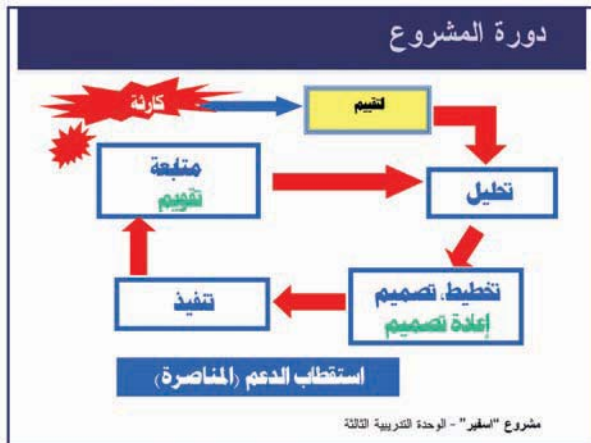 دورة المشروع
كارثة
لتقييم
تحليل
متابعة
تقويم
تخطيط، تصميم
إعادة تصميم
تنفيذ
استقطاب الدعم (المناصرة)
مشروع "اسفير" - الوحدة التدريبية الثالثة